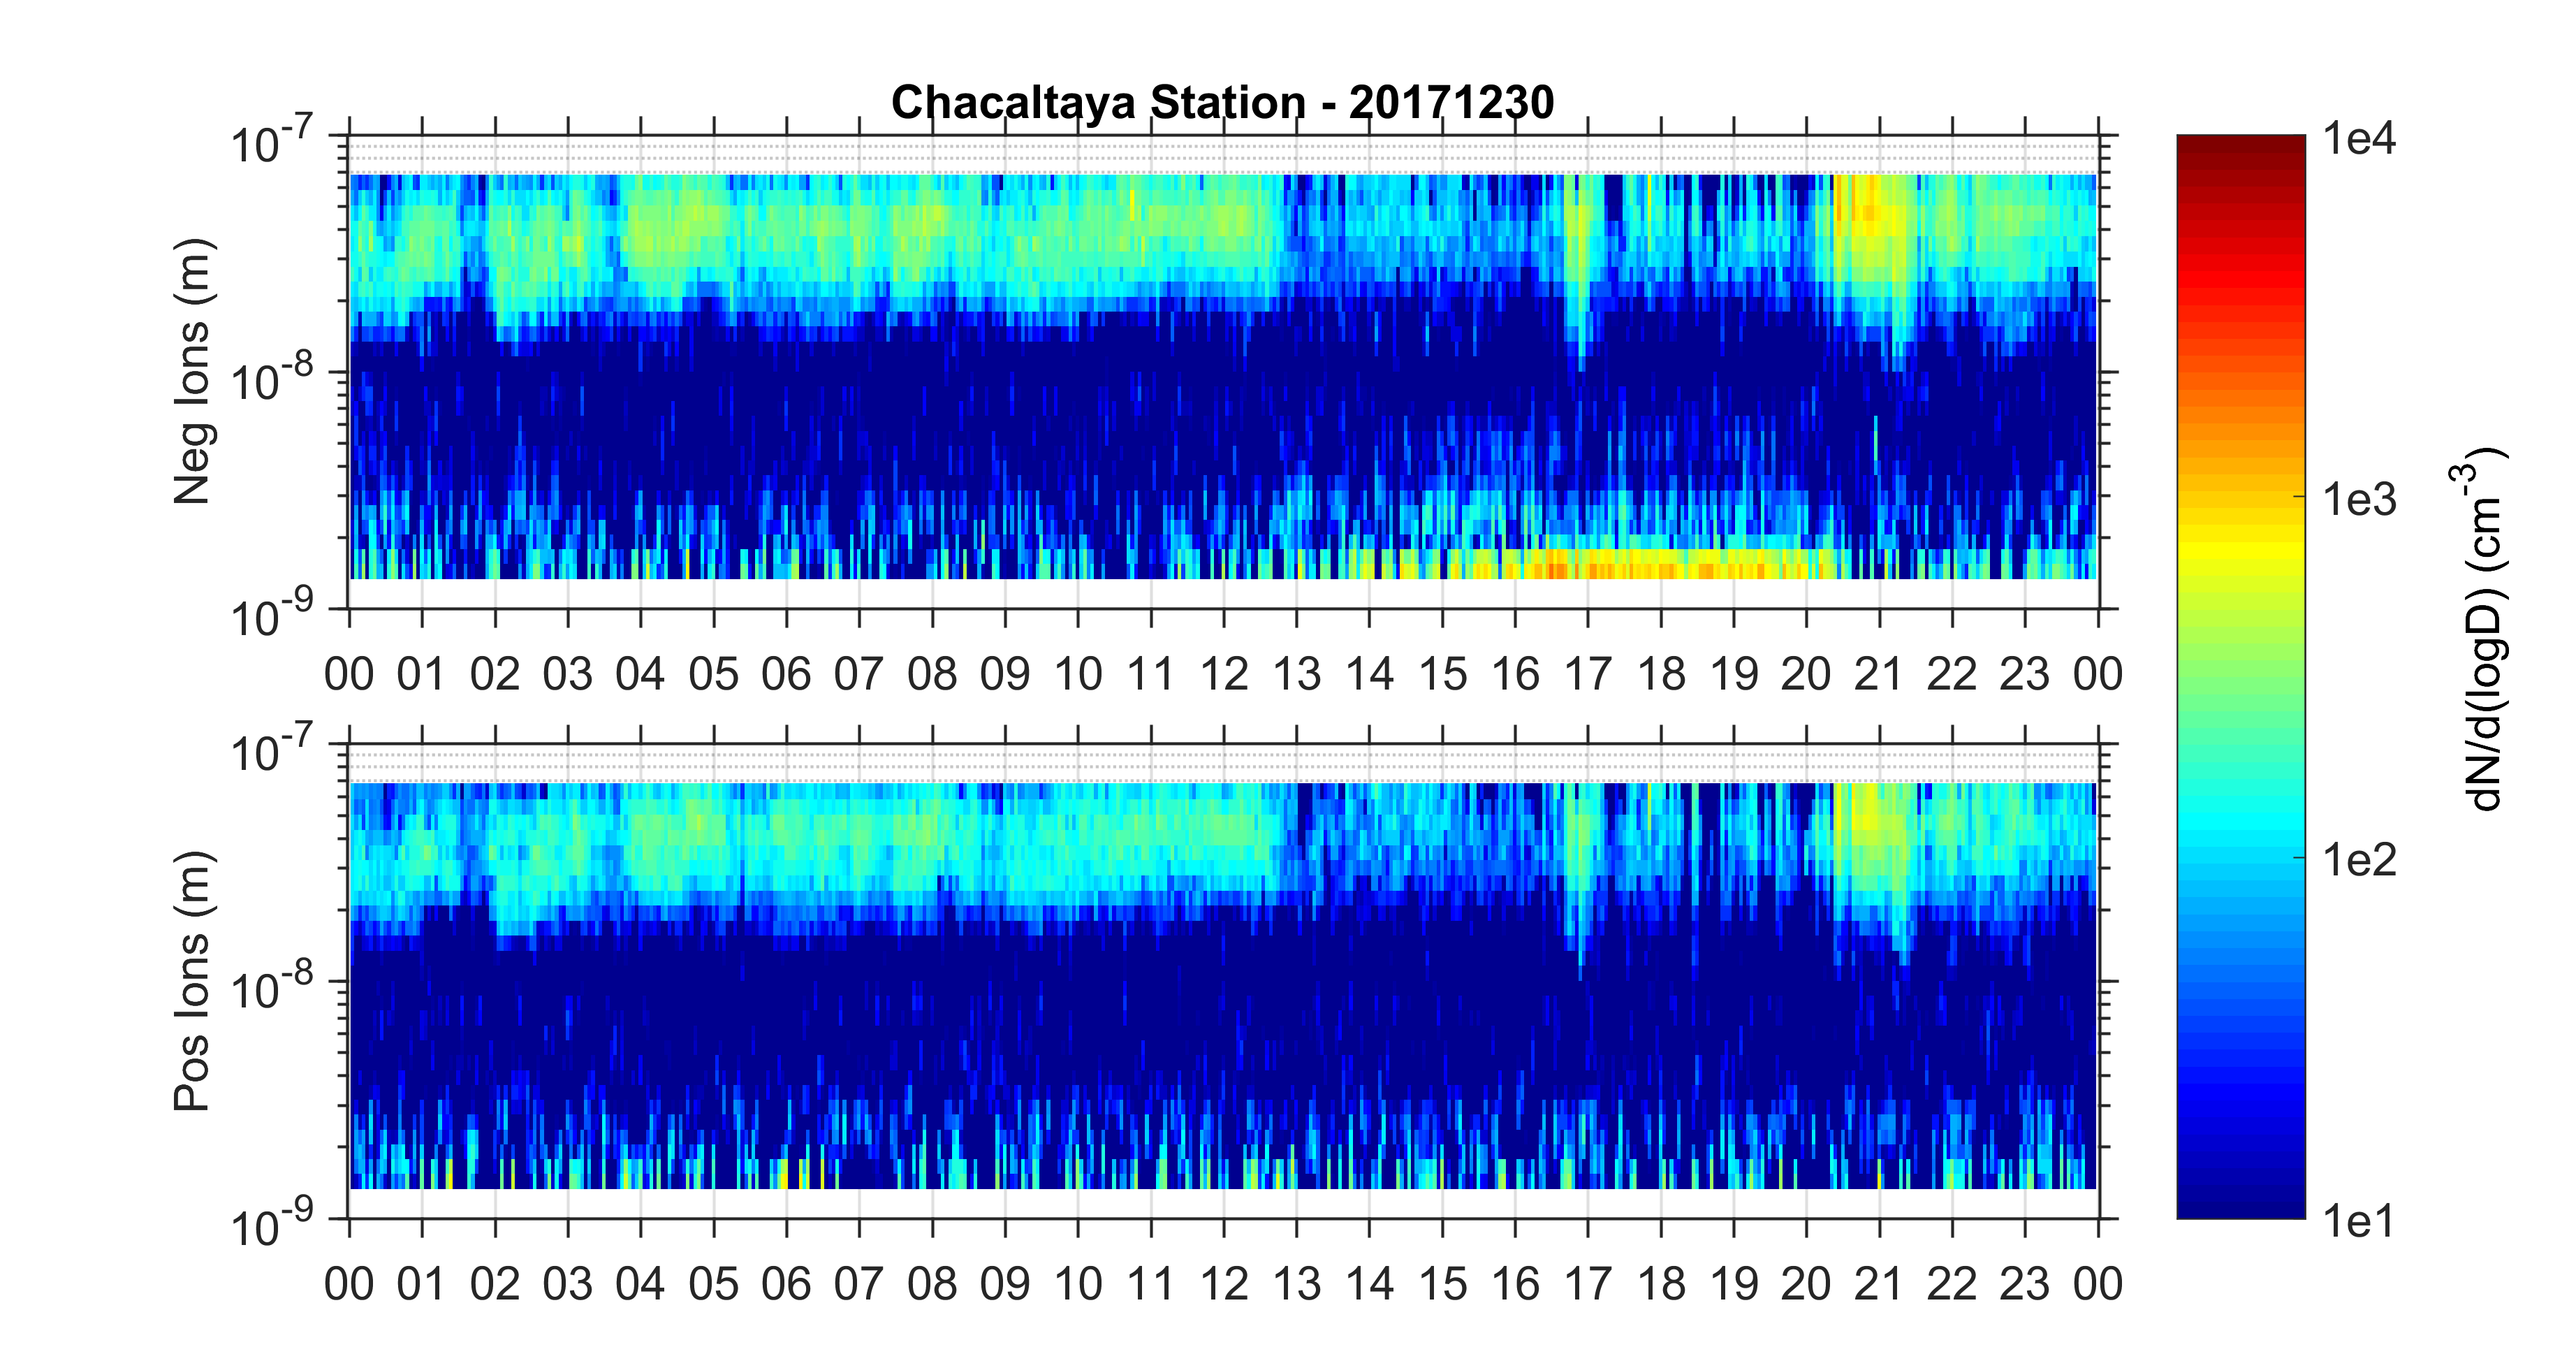 Chacaltaya Station - 20171230
Neg Ions (m)
10-7
10-8
10-9
00 01 02 03 04 05 06 07 08 09 10 11 12 13 14 15 16 17 18 19 20 21 22 23 00
Pos Ions (m)
10-7
10-8
10-9
00 01 02 03 04 05 06 07 08 09 10 11 12 13 14 15 16 17 18 19 20 21 22 23 00
1e4
1e3
1e2
1e1
dN/d(logD) (cm-3)